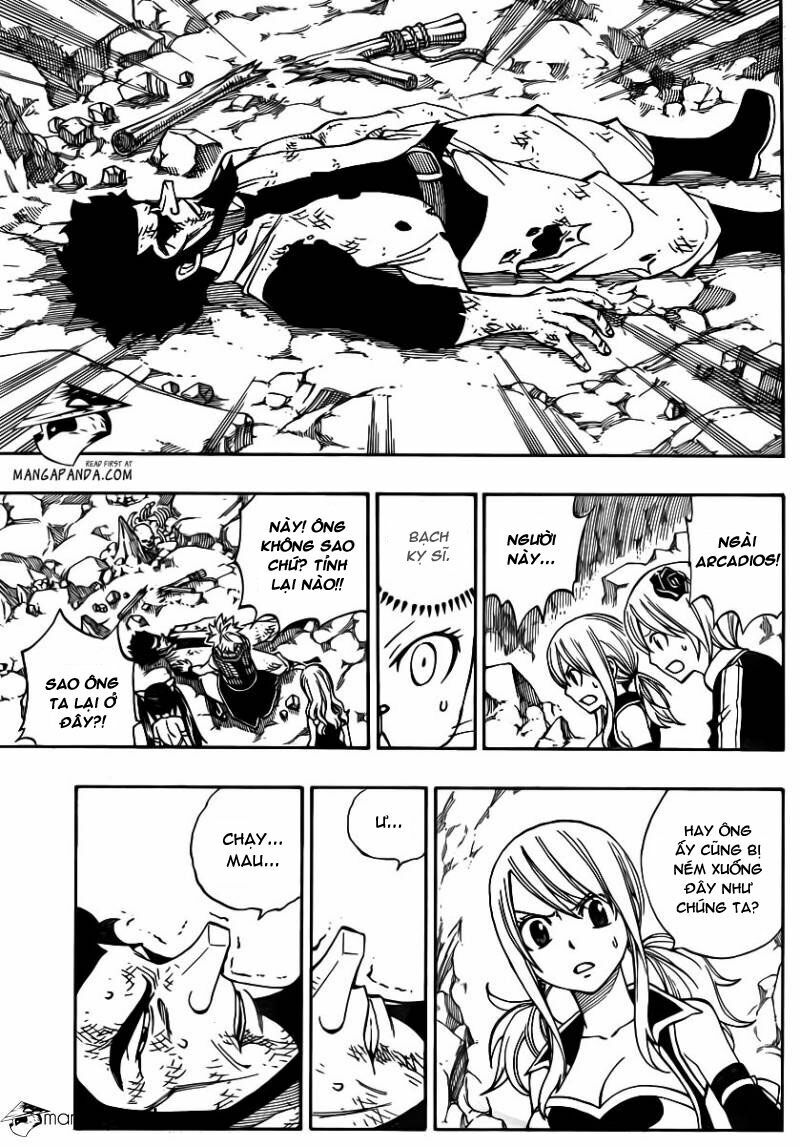 READ FIRST AT
MANGAPANDA.COM
NGÀI
ARCADIOS!
NGƯỜI
NÀY...
BẠCH
KỴ SĨ.
NÀY! ÔNG
KHÔNG SAO
CHỨ? TỈNH
LẠI NÀO!!
SAO ÔNG
TA LẠI Ở
ĐÂY?!
HAY ÔNG
ẤY CŨNG BỊ
NÉM XUỐNG
ĐÂY NHƯ
CHÚNG TA?
Ư...
CHẠY...
MAU...